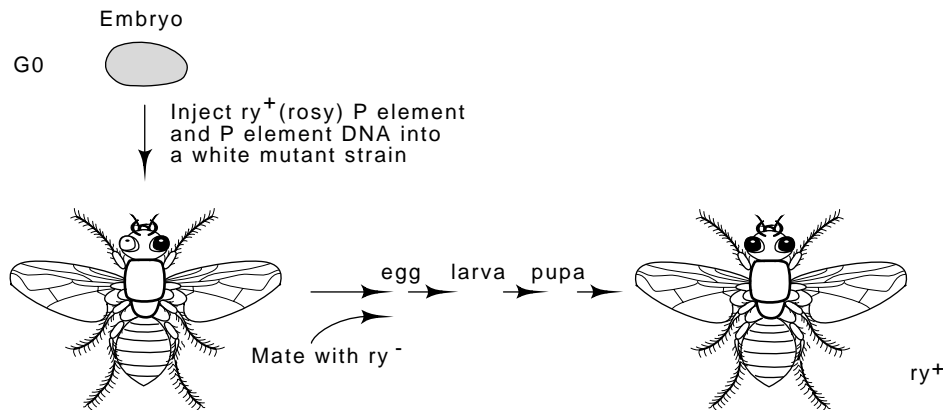 Embryo
G0
Inject ry+(rosy) P element
and P element DNA into
a white mutant strain
egg larva pupa
Mate with ry-
ry+